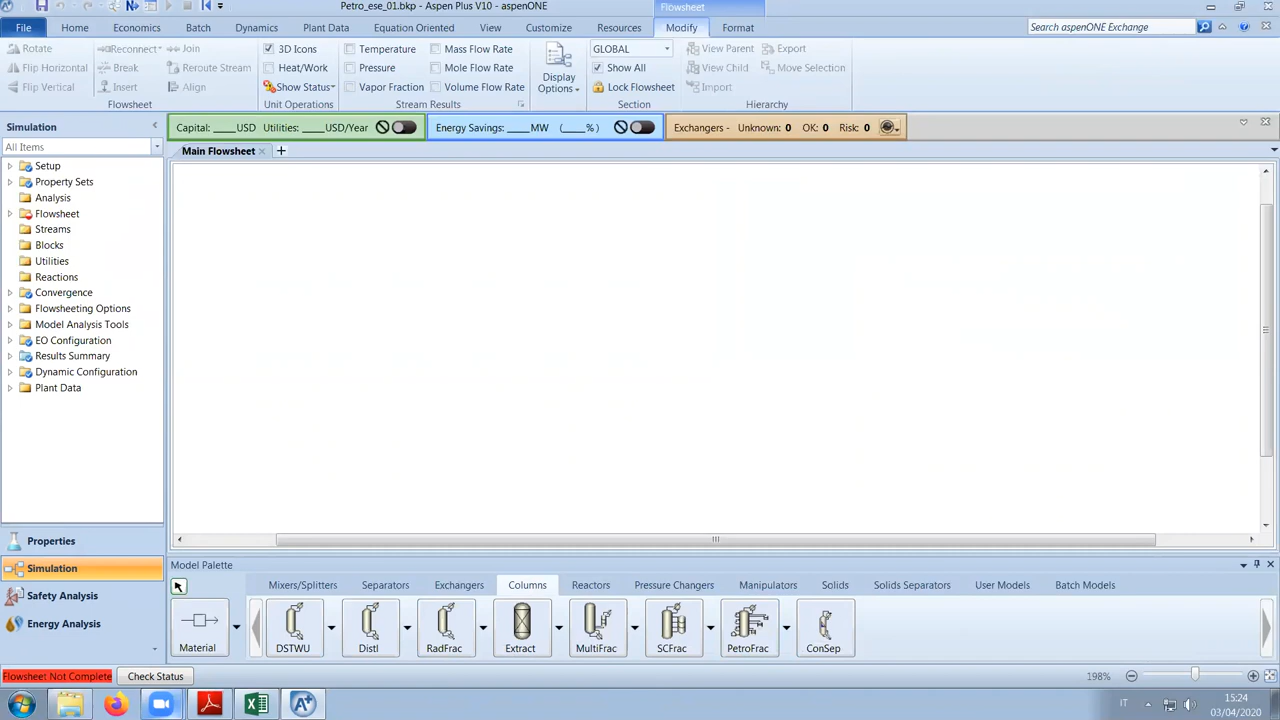 Petro_ese_01.bkp - Aspen Plus V10 - aspenONE
Flowsheet
File Home Economics Batch Dynamics Plant Data Equation Oriented View Customize Resources Modify Format Search aspenONE Exchange
Rotate Reconnect Join 3D Icons Temperature Mass Flow Rate GLOBAL View Parent Export
Flip Horizontal Break Reroute Stream Heat/Work Pressure Mole Flow Rate Display Show All View Child Move Selection
Flip Vertical Insert Align Show Status Vapor Fraction Volume Flow Rate Options Lock Flowsheet Import
Flowsheet Unit Operations Stream Results Section Hierarchy
Simulation
Capital: ____USD Utilities: ____USD/Year Energy Savings: ____MW (____%) Exchangers - Unknown: 0 OK: 0 Risk: 0
All Items
Main Flowsheet +
Setup
Property Sets
Analysis
Flowsheet
Streams
Blocks
Utilities
Reactions
Convergence
Flowsheeting Options
Model Analysis Tools
EO Configuration
Results Summary
Dynamic Configuration
Plant Data
Properties
Simulation
Safety Analysis
Energy Analysis
Model Palette
Mixers/Splitters Separators Exchangers Columns Reactors Pressure Changers Manipulators Solids Solids Separators User Models Batch Models
Material DSTWU Distl RadFrac Extract MultiFrac SCFrac PetroFrac ConSep
Flowsheet Not Complete Check Status 198%
IT 15:24
03/04/2020